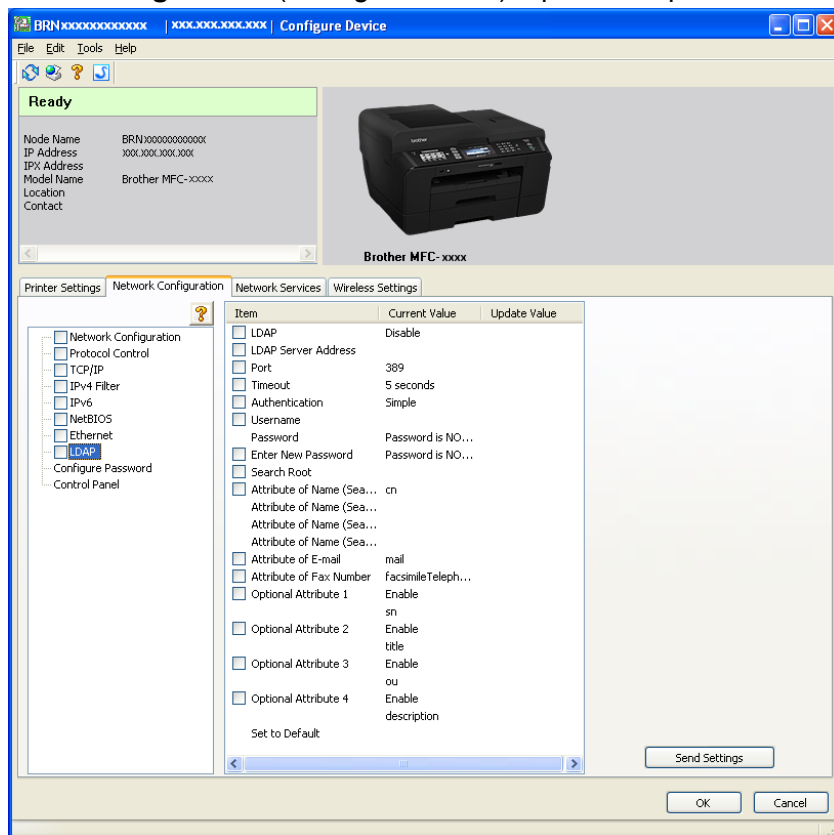 BRNxxxxxxxxxxxx | xxx.xxx.xxx.xxx | Configure Device
File Edit Tools Help
Ready
Node Name BRNXXXXXXXXXXXX
IP Address XXX.XXX.XXX.XXX
IPX Address
Model Name Brother MFC-xxxx
Location
Contact
brother
Brother MFC- xxxx
Printer Settings Network Configuration Network Services Wireless Settings
Network Configuration
Protocol Control
TCP/IP
IPv4 Filter
IPv6
NetBIOS
Ethernet
LDAP
Configure Password
Control Panel
Item Current Value Update Value
LDAP Disable
LDAP Server Address
Port 389
Timeout 5 seconds
Authentication Simple
Username
Password Password is NO...
Enter New Password Password is NO...
Search Root
Attribute of Name (Sea... cn
Attribute of Name (Sea...
Attribute of Name (Sea...
Attribute of Name (Sea...
Attribute of E-mail mail
Attribute of Fax Number facsimileTeleph...
Optional Attribute 1 Enable
sn
Optional Attribute 2 Enable
title
Optional Attribute 3 Enable
ou
Optional Attribute 4 Enable
description
Set to Default
Send Settings
OK Cancel